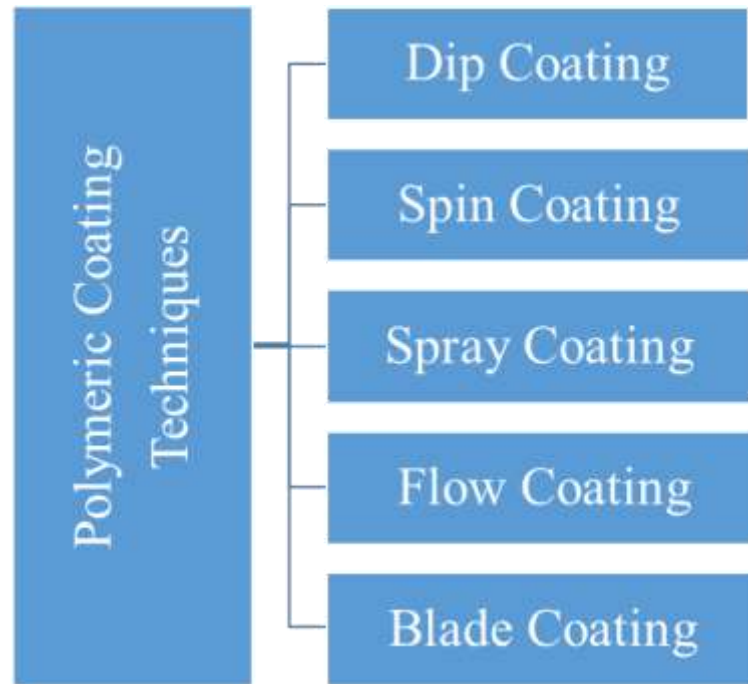 Polymeric Coating
Techniques
Dip Coating
Spin Coating
Spray Coating
Flow Coating
Blade Coating